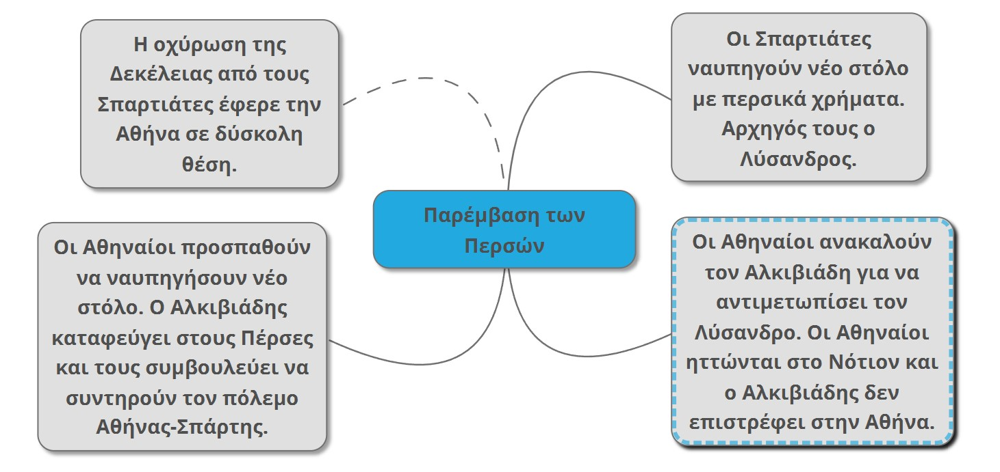 Η οχύρωση της
Δεκέλειας από τους
Σπαρτιάτες έφερε την
Αθήνα σε δύσκολη
θέση.
Οι Σπαρτιάτες
ναυπηγούν νέο στόλο
με περσικά χρήματα.
Αρχηγός τους ο
Λύσανδρος.
Παρέμβαση των
Περσών
Οι Αθηναίοι προσπαθούν
να ναυπηγήσουν νέο
στόλο. Ο Αλκιβιάδης
καταφεύγει στους Πέρσες
και τους συμβουλεύει να
συντηρούν τον πόλεμο
Αθήνας-Σπάρτης.
Οι Αθηναίοι ανακαλούν
τον Αλκιβιάδη για να
αντιμετωπίσει τον
Λύσανδρο. Οι Αθηναίοι
ηττώνται στο Νότιον και
ο Αλκιβιάδης δεν
επιστρέφει στην Αθήνα.